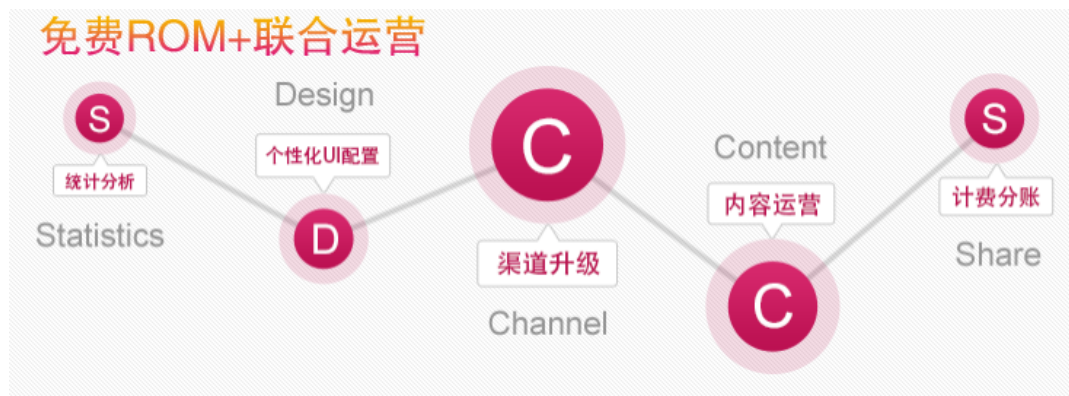 免费ROM+联合运营
S
统计分析
Statistics
Design
个性化UI配置
D
C
渠道升级
Channel
Content
内容运营
C
S
计费分账
Share